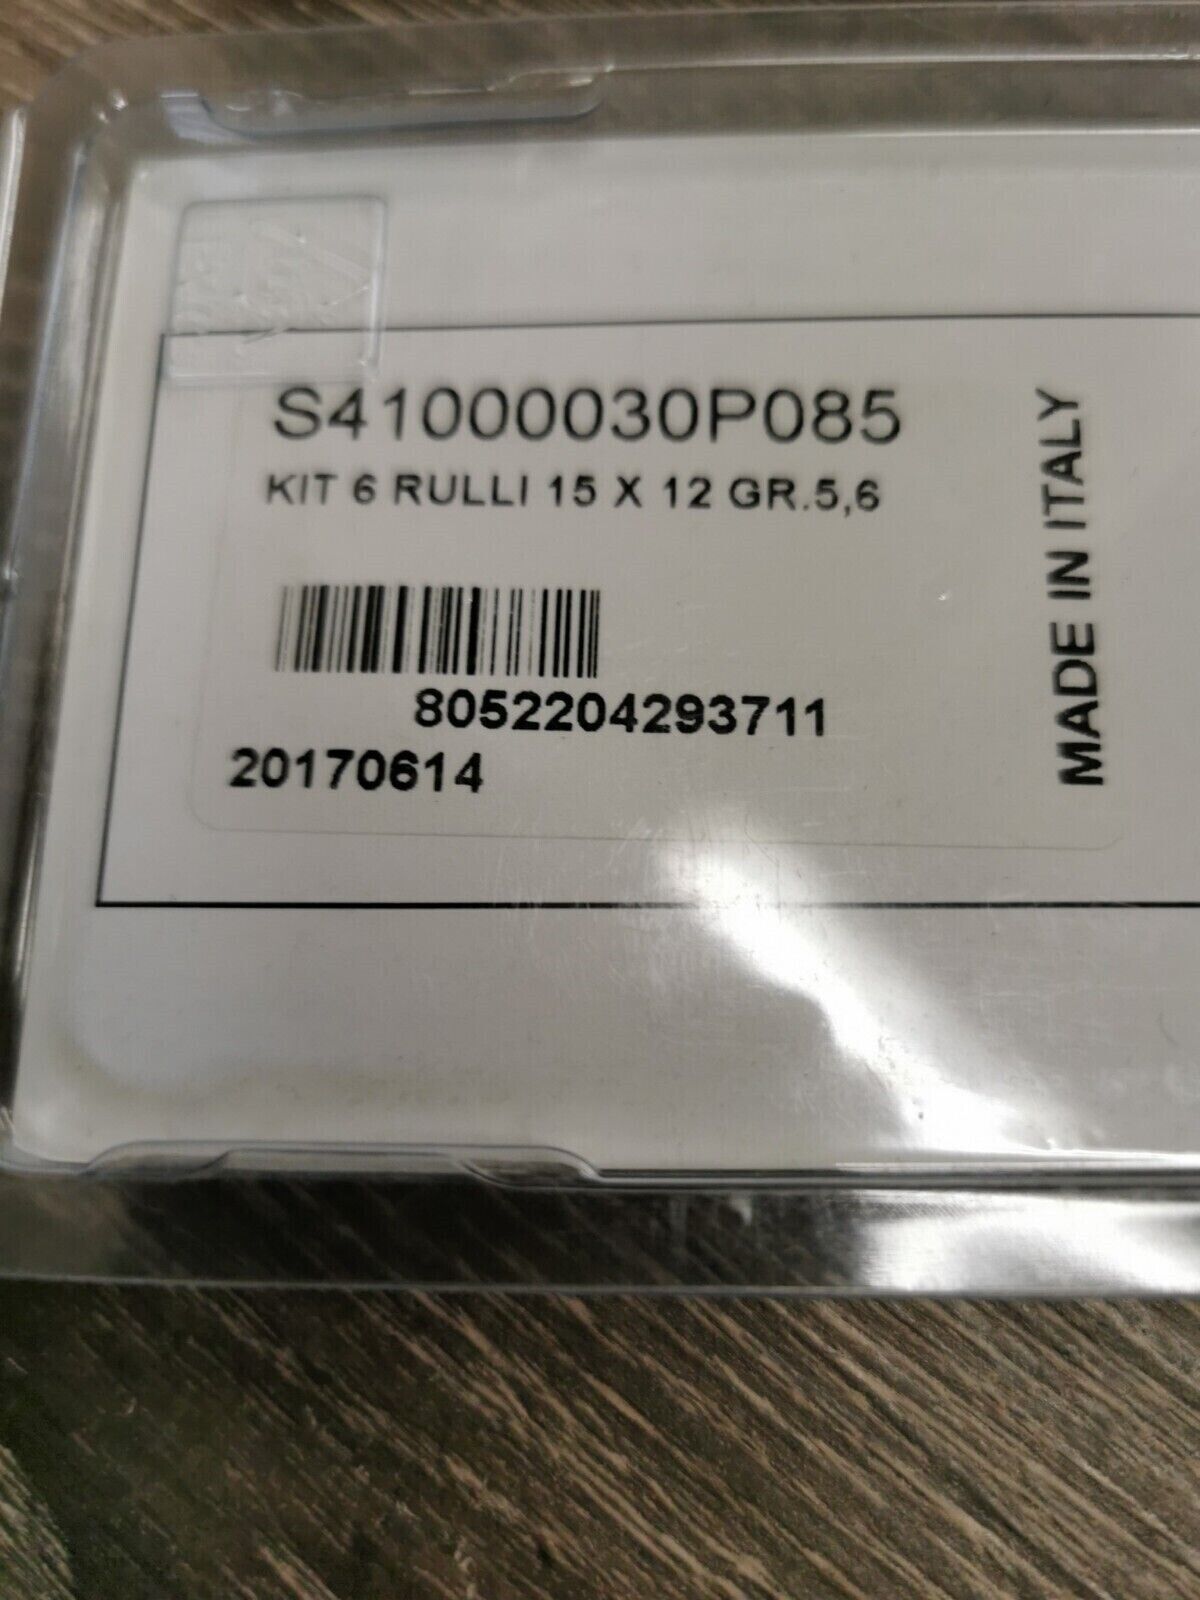 S41000030P085
KIT 6 RULLI 15 X 12 GR.5,6
8052204293711
20170614
MADE IN ITALY